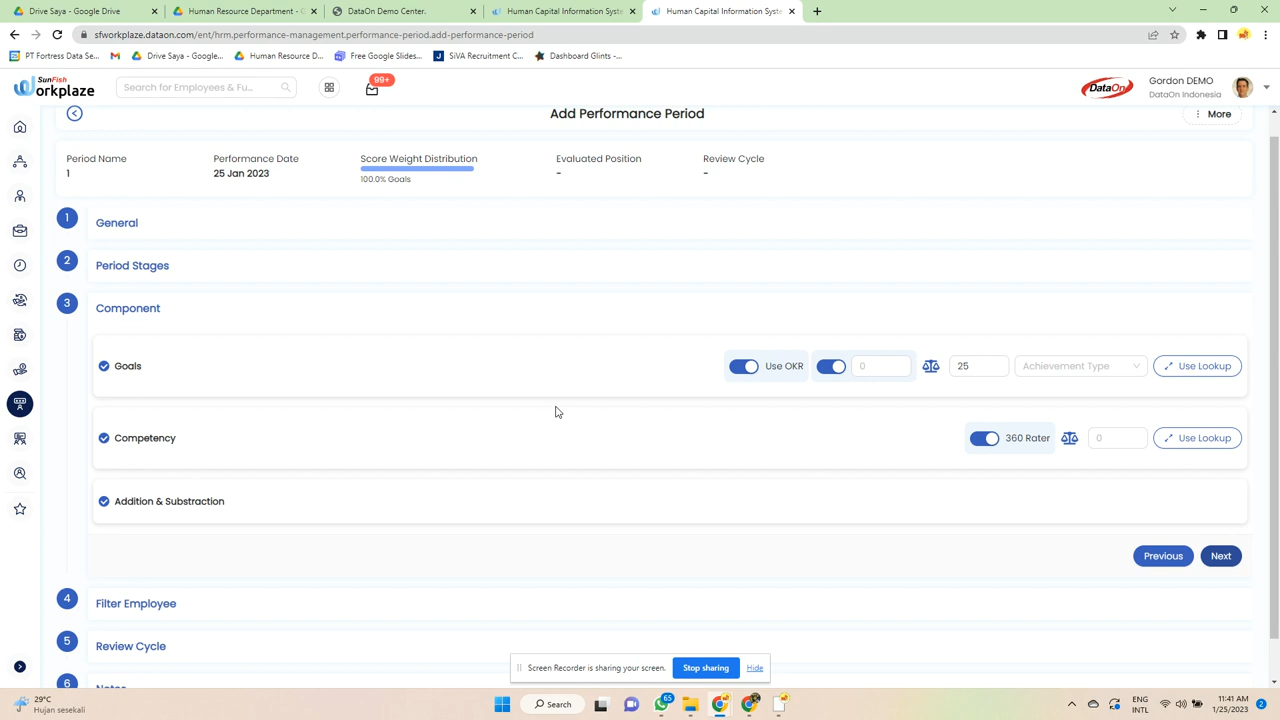 Drive Saya - Google Drive
Human Resource Department - G
DataOn Demo Center.
Human Capital Information Syste
Human Capital Information Syste
sfworkplaze.dataon.com/ent/hrm.performance-management.performance-period.add-performance-period
PT Fortress Data Se...
Drive Saya - Google...
Human Resource D...
Free Google Slides...
SiVA Recruitment C...
Dashboard Glints –...
SunFish
orkplaze
Search for Employees & Fu...
99+
DataOn
Gordon DEMO
DataOn Indonesia
Add Performance Period
More
Period Name
Performance Date
Score Weight Distribution
Evaluated Position
Review Cycle
1
25 Jan 2023
100.0% Goals
-
-
1
General
2
Period Stages
3
Component
Goals
Use OKR
0
25
Achievement Type
Use Lookup
Competency
360 Rater
0
Use Lookup
Addition & Substraction
Previous
Next
4
Filter Employee
5
Review Cycle
6
Notes
Screen Recorder is sharing your screen.
Stop sharing
Hide
29°C
Hujan sesekali
Search
65
ENG
INTL
11:41 AM
1/25/2023
2